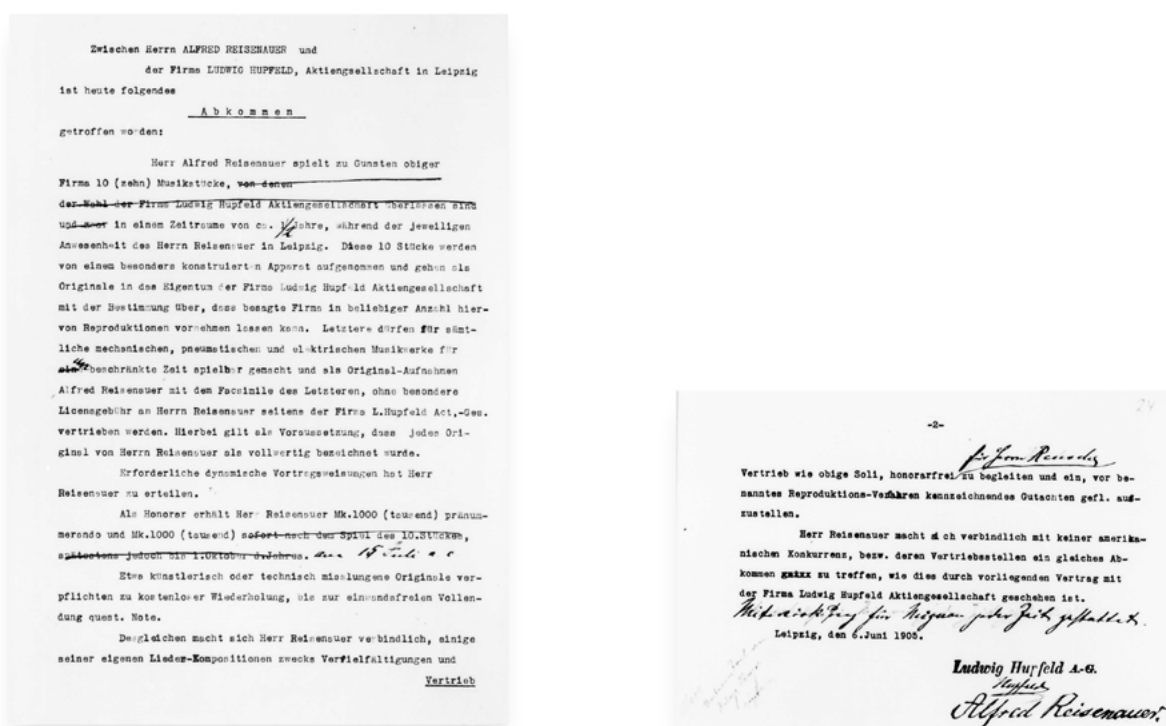 Zwischen Herrn ALFRED REISENAUER und
der Firma LUDWIG HUPFELD, Aktiengesellschaft in Leipzig
ist heute folgendes
Abkommen
getroffen worden:
Herr Alfred Reisenauer spielt zu Gunsten obiger
Firma 10 (zehn) Musikstücke, von denen
der Wahl der Firma Ludwig Hupfeld Aktiengesellschaft überlassen sind
und zwar in einem Zeitraume von ca. 1/2 Jahre, während der jeweiligen
Anwesenheit des Herrn Reisenauer in Leipzig. Diese 10 Stücke werden
von einem besonders konstruierten Apparat aufgenommen und gehen als
Originale in das Eigentum der Firma Ludwig Hupfeld Aktiengesellschaft
mit der Bestimmung über, dass besagte Firma in beliebiger Anzahl hier-
von Reproduktionen vornehmen lassen kann. Letztere dürfen für sämt-
liche mechanischen, pneumatischen und elektrischen Musikwerke für
beschränkte Zeit spielbar gemacht und als Original-Aufnahmen
Alfred Reisenauer mit dem Facsimile des Letzteren, ohne besondere
Licensgebühr an Herrn Reisenauer seitens der Firma L.Hupfeld Act.-Ges.
vertrieben werden. Hierbei gilt als Voraussetzung, dass jedes Ori-
ginal von Herrn Reisenauer als vollwertig bezeichnet wurde.
Erforderliche dynamische Vortragsweisungen hat Herr
Reisenauer zu erteilen.
Als Honorar erhält Herr Reisenauer Mk.1000 (tausend) pränum-
merando und Mk.1000 (tausend) sofort nach dem Spiel des 10.Stückes,
spätestens jedoch bis 1.Oktober d.Jahres. am 15 Juli a c
Etwa künstlerisch oder technisch misslungene Originale ver-
pflichten zu kostenloser Wiederholung, bis zur einwandsfreien Vollen-
dung quest. Note.
Desgleichen macht sich Herr Reisenauer verbindlich, einige
seiner eigenen Lieder-Kompositionen zwecks Vervielfältigungen und
Vertrieb
24
-2-
für Herrn
Vertrieb wie obige Soli, honorarfrei zu begleiten und ein, vor be-
nanntes Reproduktions-Verfahren kennzeichnendes Gutachten gefl. aus-
zustellen.
Herr Reisenauer macht sich verbindlich mit keiner amerika-
nischen Konkurrenz, bezw. deren Vertriebsstellen ein gleiches Ab-
kommen zu treffen, wie dies durch vorliegenden Vertrag mit
der Firma Ludwig Hupfeld Aktiengesellschaft geschehen ist.
Mitwirkung für Mignon jeder Zeit gestattet.
Leipzig, den 6.Juni 1905.
Ludwig Hupfeld A.-G.
Hupfeld
Alfred Reisenauer.